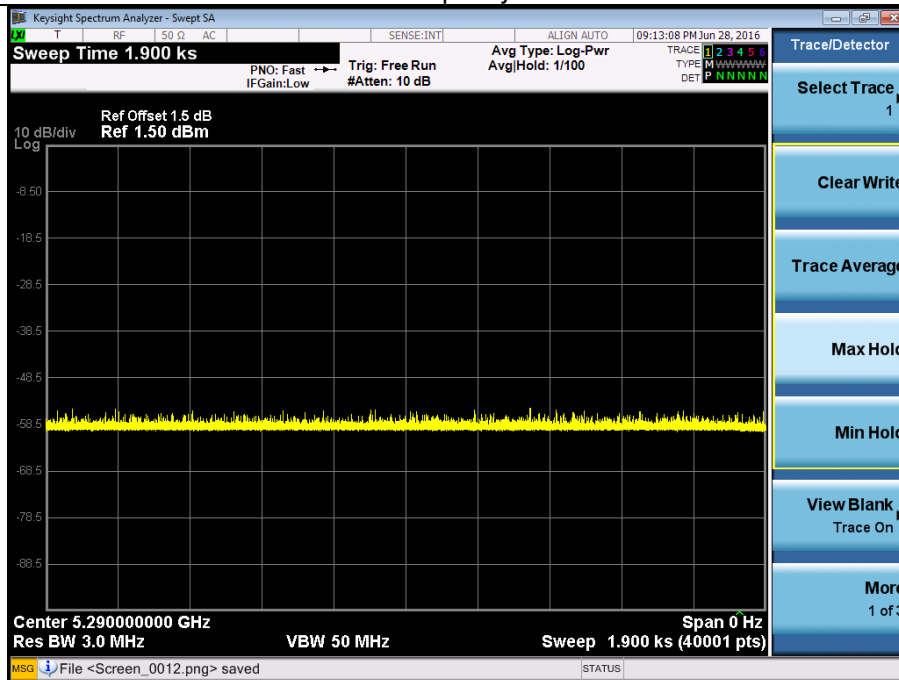 Keysight Spectrum Analyzer - Swept SA
LXI T RF 50 Ω AC SENSE:INT ALIGN AUTO 09:13:08 PM Jun 28, 2016
Sweep Time 1.900 ks
PNO: Fast
IFGain:Low
Trig: Free Run
#Atten: 10 dB
Avg Type: Log-Pwr
Avg|Hold: 1/100
TRACE 1 2 3 4 5 6
TYPE M W W W W W
DET P N N N N N
Ref Offset 1.5 dB
10 dB/div Ref 1.50 dBm
Log
-8.50
-18.5
-28.5
-38.5
-48.5
-58.5
-68.5
-78.5
-88.5
Center 5.290000000 GHz Span 0 Hz
Res BW 3.0 MHz VBW 50 MHz Sweep 1.900 ks (40001 pts)
MSG File <Screen_0012.png> saved STATUS
Trace/Detector
Select Trace
1
Clear Write
Trace Average
Max Hold
Min Hold
View Blank
Trace On
More
1 of 3